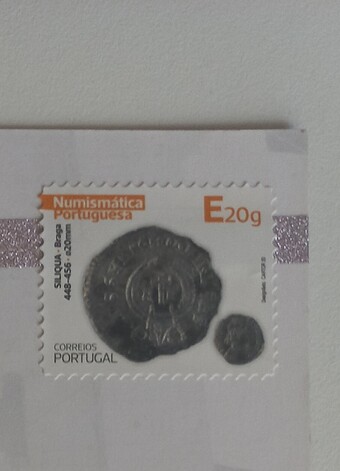 Numismática
Portuguesa
E20g
SILIQUA - Braga
448-456 - ø20mm
CORREIOS
PORTUGAL